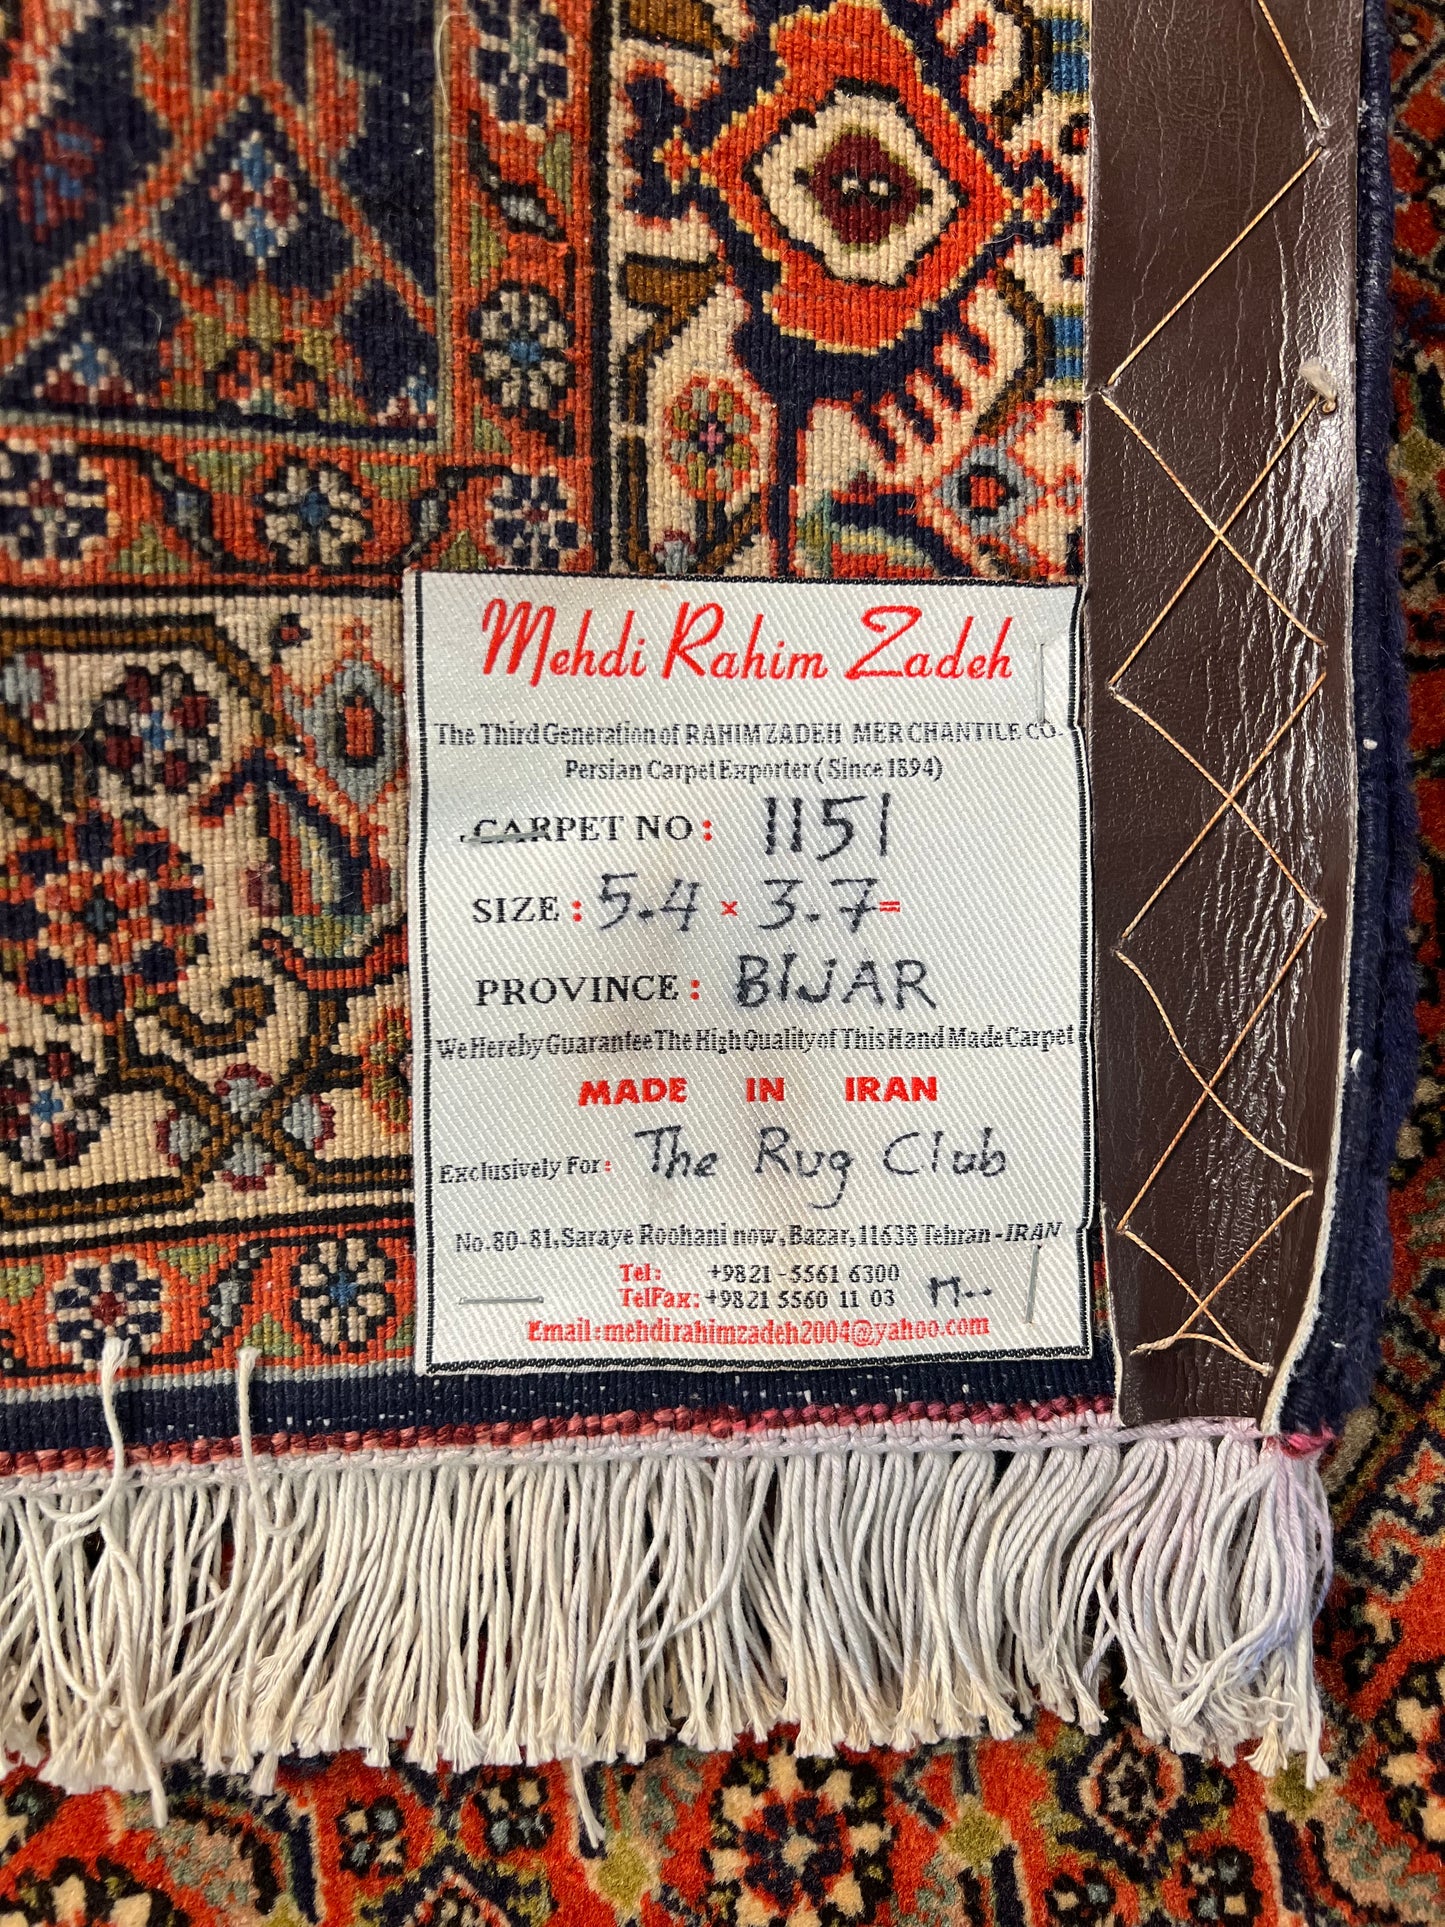 Mehdi Rahim Zadeh
The Third Generation of RAHIMZADEH MERCHANTILE CO.
Persian Carpet Exporter ( Since 1894)
CARPET NO: 1151
SIZE : 5.4 × 3.7=
PROVINCE: BIJAR
We Hereby Guarantee The High Quality of This Hand Made Carpet
MADE IN IRAN
Exclusively For: The Rug Club
No. 80-81, Saraye Roohani now, Bazar, 11638 Tehran - IRAN
Tel: +9821 - 5561 6300
TelFax: +9821 5560 11 03
Email: mehdirahimzadeh2004@yahoo.com